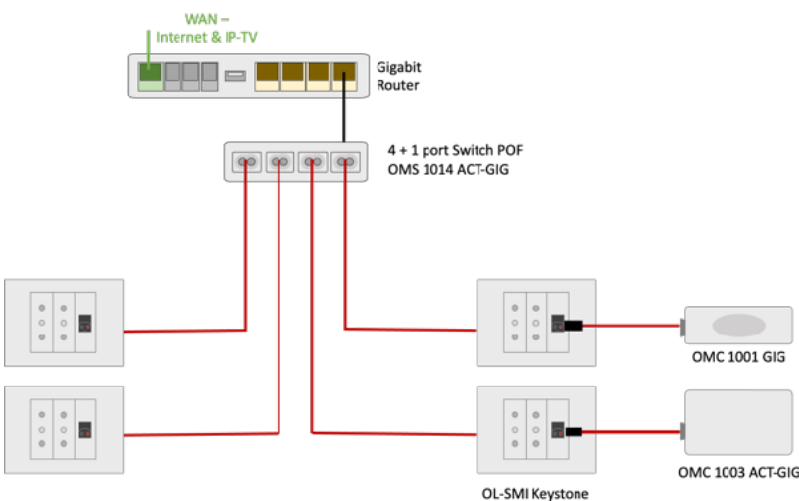 WAN –
Internet & IP-TV
Gigabit
Router
4 + 1 port Switch POF
OMS 1014 ACT-GIG
OMC 1001 GIG
OMC 1003 ACT-GIG
OL-SMI Keystone